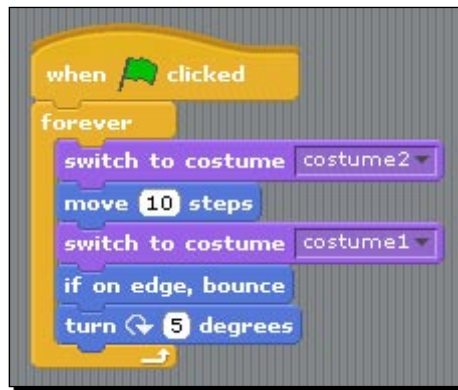 when clicked
forever
switch to costume costume2
move 10 steps
switch to costume costume1
if on edge, bounce
turn 5 degrees